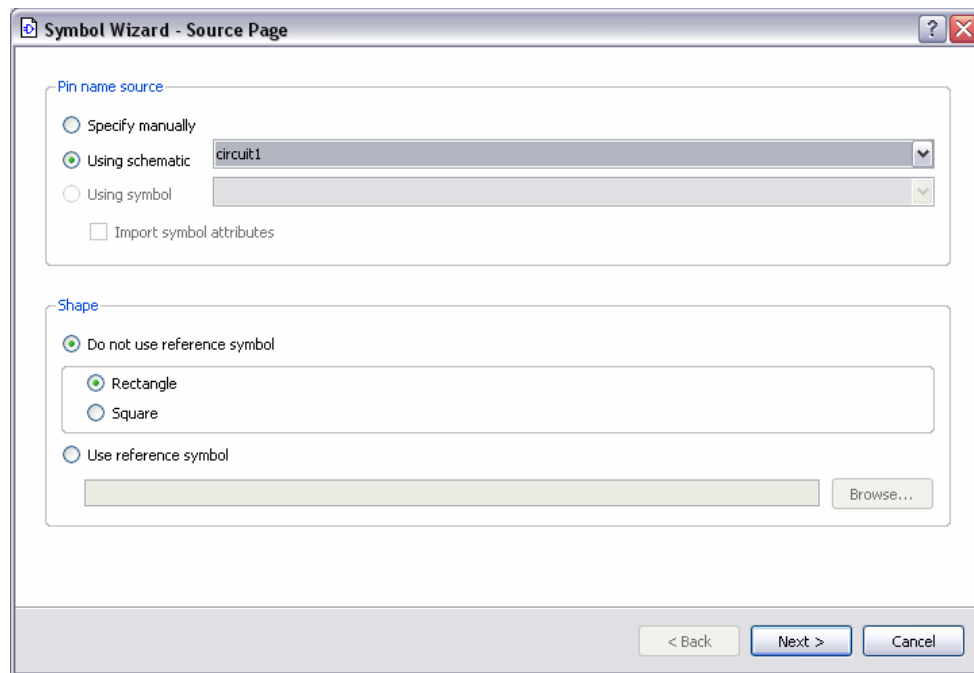 Symbol Wizard - Source Page
Pin name source
Specify manually
Using schematic circuit1
Using symbol
Import symbol attributes
Shape
Do not use reference symbol
Rectangle
Square
Use reference symbol
Browse...
< Back Next > Cancel